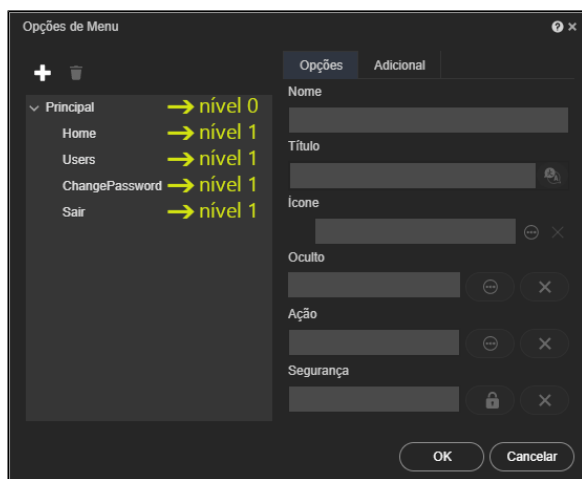 Opções de Menu
Opções Adicional
Principal → nível 0
Home → nível 1
Users → nível 1
ChangePassword → nível 1
Sair → nível 1
Nome
Título
Ícone
Oculto
Ação
Segurança
OK Cancelar